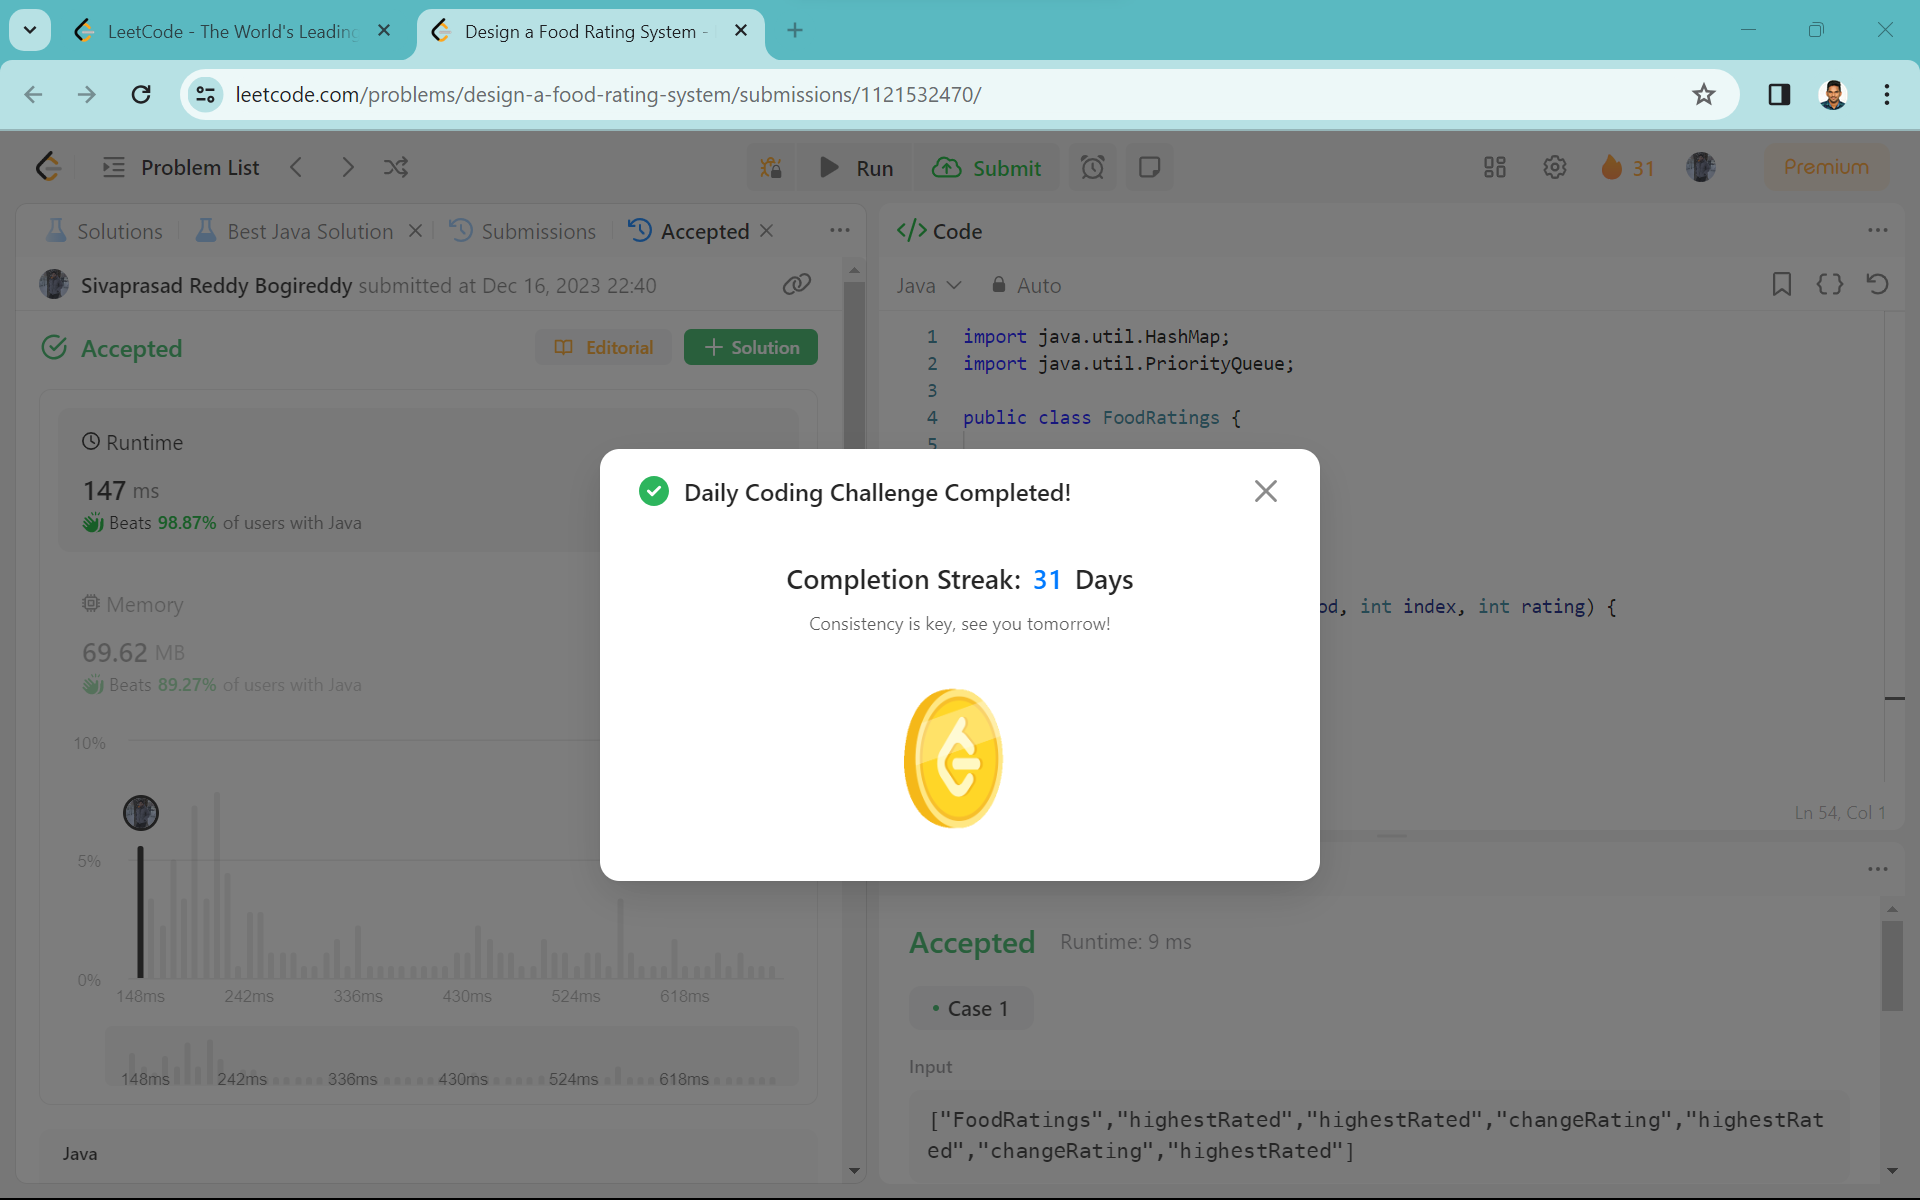 LeetCode - The World's Leading
Design a Food Rating System -
leetcode.com/problems/design-a-food-rating-system/submissions/1121532470/
Problem List
Run
Submit
31
Premium
Solutions
Best Java Solution
Submissions
Accepted
Code
Sivaprasad Reddy Bogireddy submitted at Dec 16, 2023 22:40
Java
Auto
Accepted
Editorial
Solution
Runtime
147 ms
Beats 98.87% of users with Java
Memory
69.62 MB
Beats 89.27% of users with Java
10%
5%
0%
148ms 242ms 336ms 430ms 524ms 618ms
148ms 242ms 336ms 430ms 524ms 618ms
Java
1 import java.util.HashMap;
2 import java.util.PriorityQueue;
3
4 public class FoodRatings {
5
od, int index, int rating) {
Ln 54, Col 1
Daily Coding Challenge Completed!
Completion Streak: 31 Days
Consistency is key, see you tomorrow!
Accepted Runtime: 9 ms
• Case 1
Input
["FoodRatings","highestRated","highestRated","changeRating","highestRat
ed","changeRating","highestRated"]